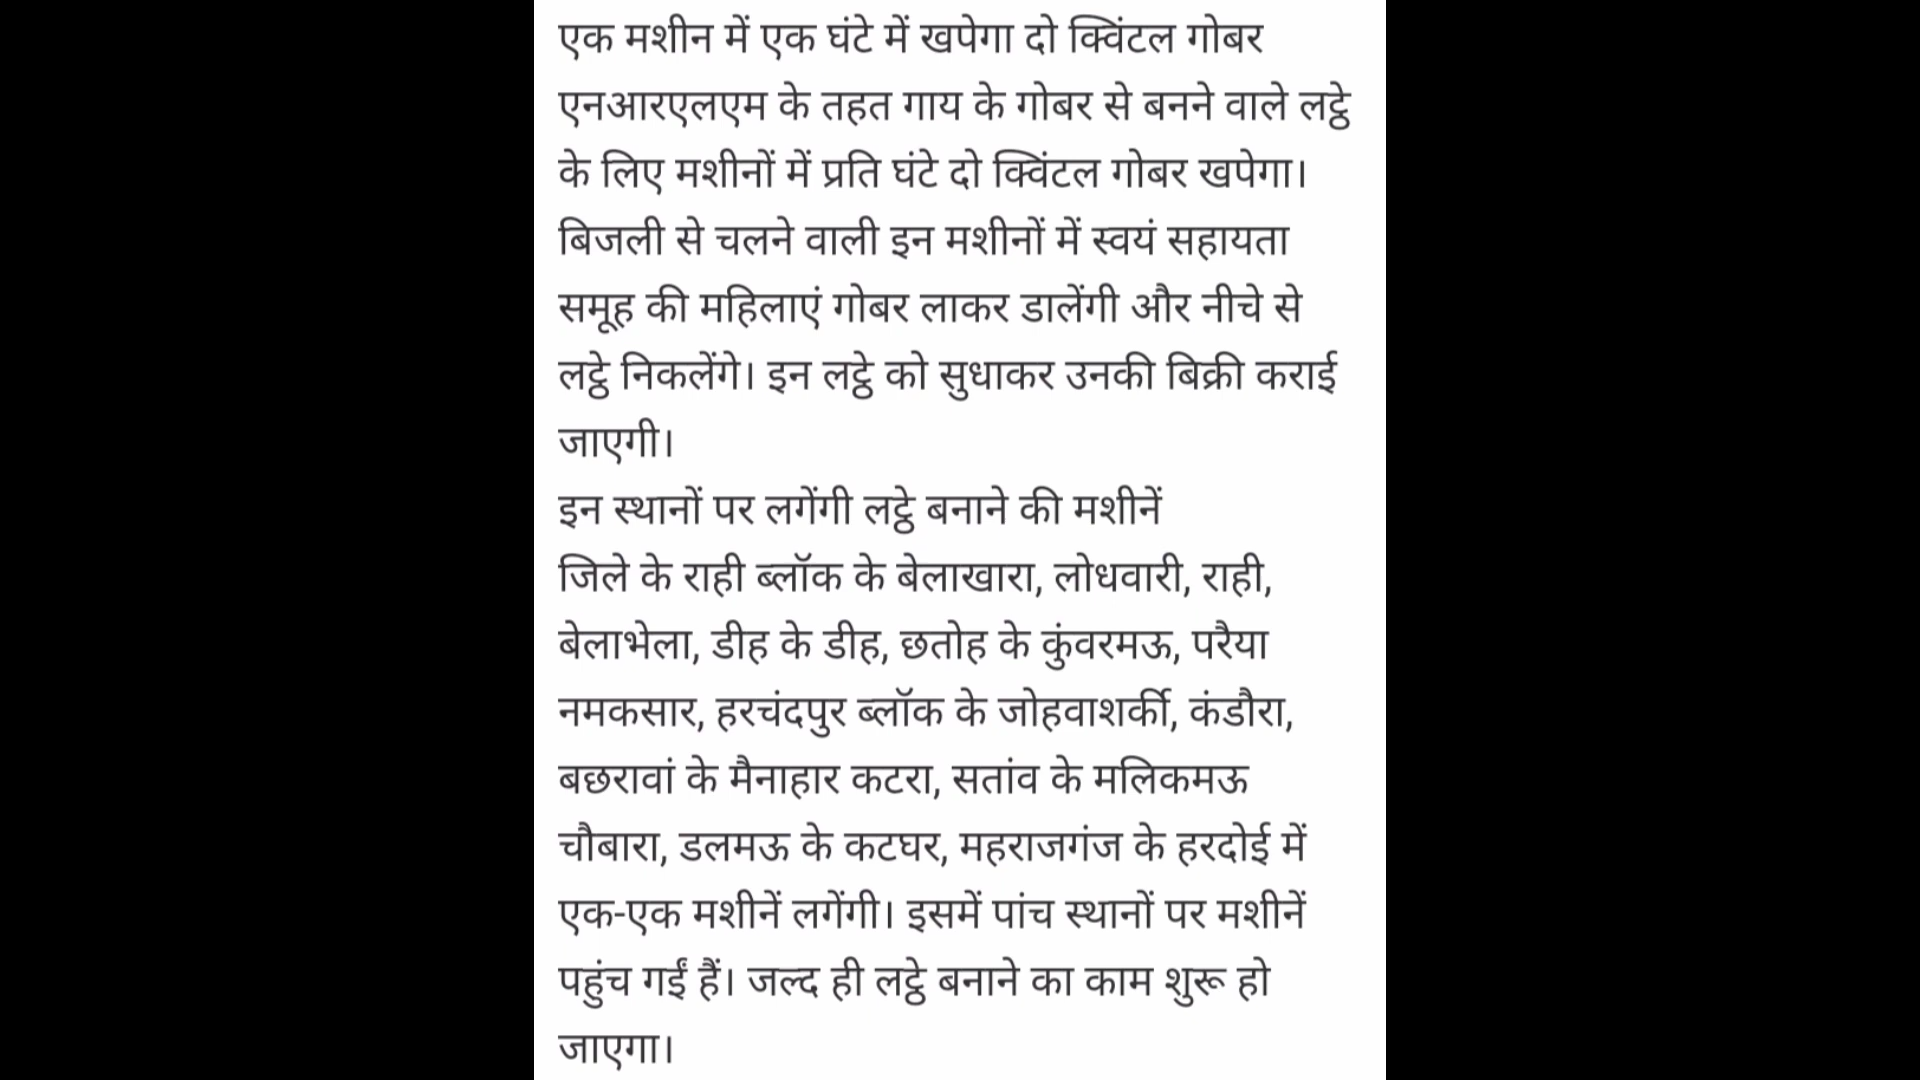 एक मशीन में एक घंटे में खपेगा दो क्विंटल गोबर
एनआरएलएम के तहत गाय के गोबर से बनने वाले लट्ठे
के लिए मशीनों में प्रति घंटे दो क्विंटल गोबर खपेगा।
बिजली से चलने वाली इन मशीनों में स्वयं सहायता
समूह की महिलाएं गोबर लाकर डालेंगी और नीचे से
लट्ठे निकलेंगे। इन लट्ठे को सुधाकर उनकी बिक्री कराई
जाएगी।
इन स्थानों पर लगेंगी लट्ठे बनाने की मशीनें
जिले के राही ब्लॉक के बेलाखारा, लोधवारी, राही,
बेलाभेला, डीह के डीह, छतोह के कुंवरमऊ, परैया
नमकसार, हरचंदपुर ब्लॉक के जोहवाशर्की, कंडौरा,
बछरावां के मैनाहार कटरा, सतांव के मलिकमऊ
चौबारा, डलमऊ के कटघर, महराजगंज के हरदोई में
एक-एक मशीनें लगेंगी। इसमें पांच स्थानों पर मशीनें
पहुंच गईं हैं। जल्द ही लट्ठे बनाने का काम शुरू हो
जाएगा।